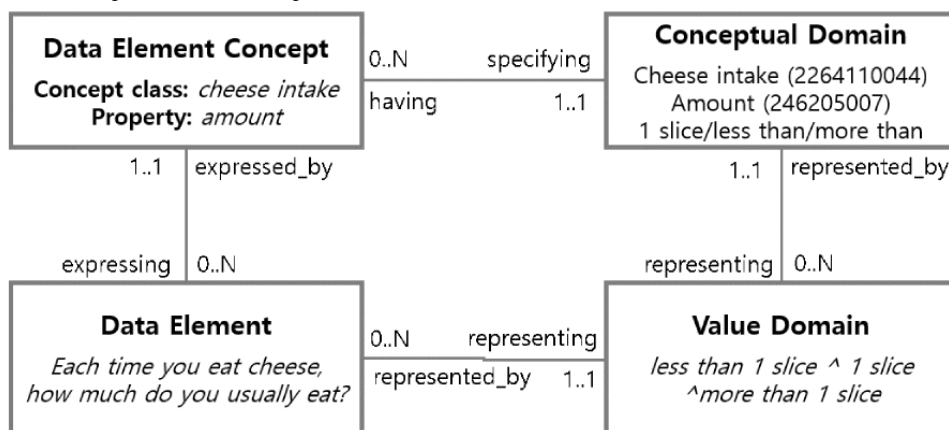 Data Element Concept
Concept class: cheese intake
Property: amount
0..N
specifying
having
1..1
Conceptual Domain
Cheese intake (2264110044)
Amount (246205007)
1 slice/less than/more than
1..1
expressed_by
1..1
represented_by
expressing
0..N
representing
0..N
Data Element
Each time you eat cheese,
how much do you usually eat?
0..N
representing
represented_by
1..1
Value Domain
less than 1 slice ^ 1 slice
^more than 1 slice